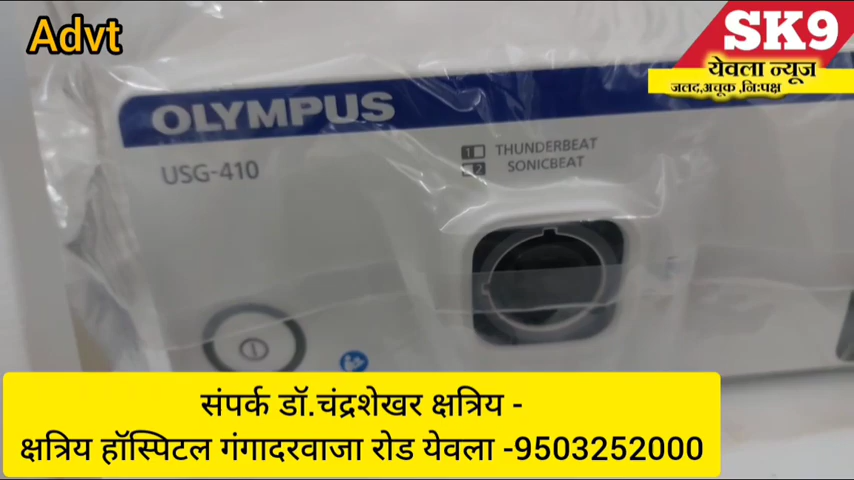 Advt
SK9
येवला न्यूज
जलद,अचूक ,नि:पक्ष
OLYMPUS
USG-410
1 THUNDERBEAT
2 SONICBEAT
संपर्क डॉ.चंद्रशेखर क्षत्रिय -
क्षत्रिय हॉस्पिटल गंगादरवाजा रोड येवला -9503252000